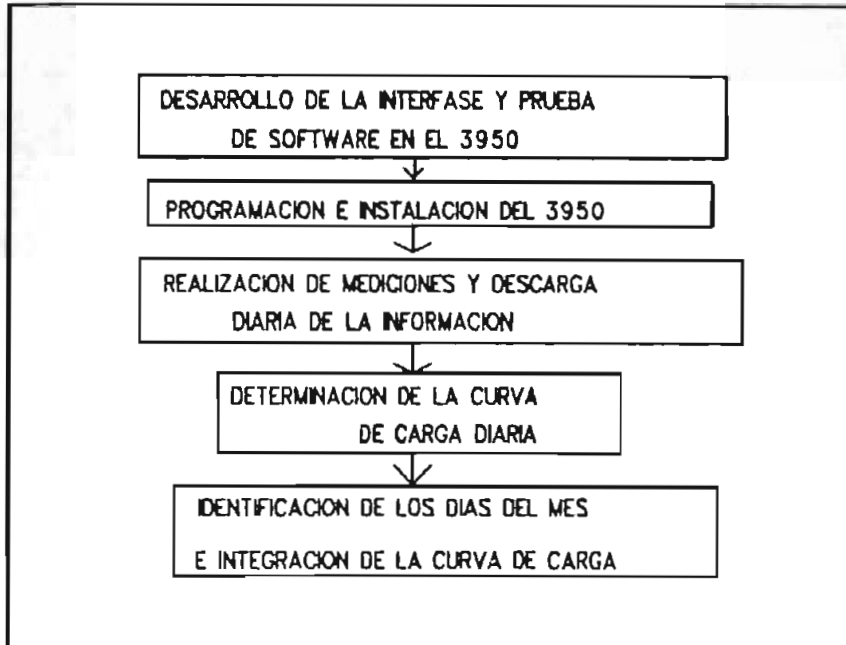 DESARROLLO DE LA INTERFASE Y PRUEBA
DE SOFTWARE EN EL 3950
PROGRAMACION E INSTALACION DEL 3950
REALIZACION DE MEDICIONES Y DESCARGA
DIARIA DE LA INFORMACION
DETERMINACION DE LA CURVA
DE CARGA DIARIA
IDENTIFICACION DE LOS DIAS DEL MES
E INTEGRACION DE LA CURVA DE CARGA